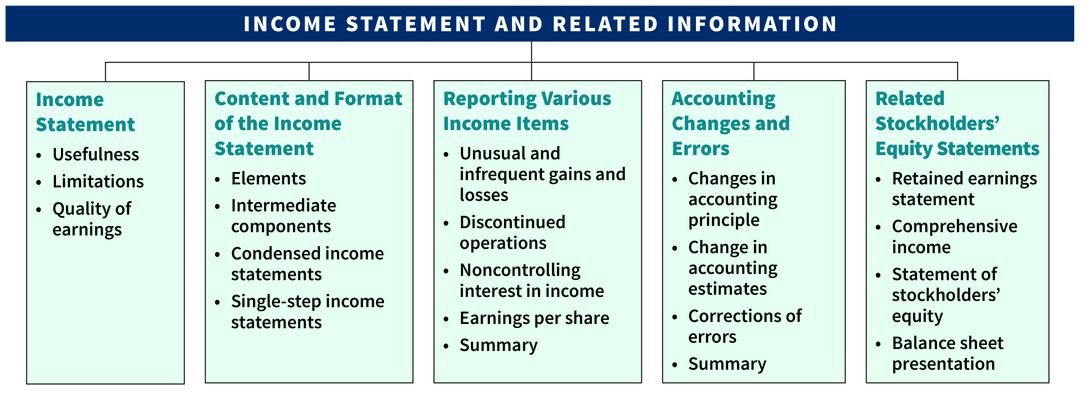 INCOME STATEMENT AND RELATED INFORMATION
Income
Statement
• Usefulness
• Limitations
• Quality of
earnings
Content and Format
of the Income
Statement
• Elements
• Intermediate
components
• Condensed income
statements
• Single-step income
statements
Reporting Various
Income Items
• Unusual and
infrequent gains and
losses
• Discontinued
operations
• Noncontrolling
interest in income
• Earnings per share
• Summary
Accounting
Changes and
Errors
• Changes in
accounting
principle
• Change in
accounting
estimates
• Corrections of
errors
• Summary
Related
Stockholders’
Equity Statements
• Retained earnings
statement
• Comprehensive
income
• Statement of
stockholders’
equity
• Balance sheet
presentation